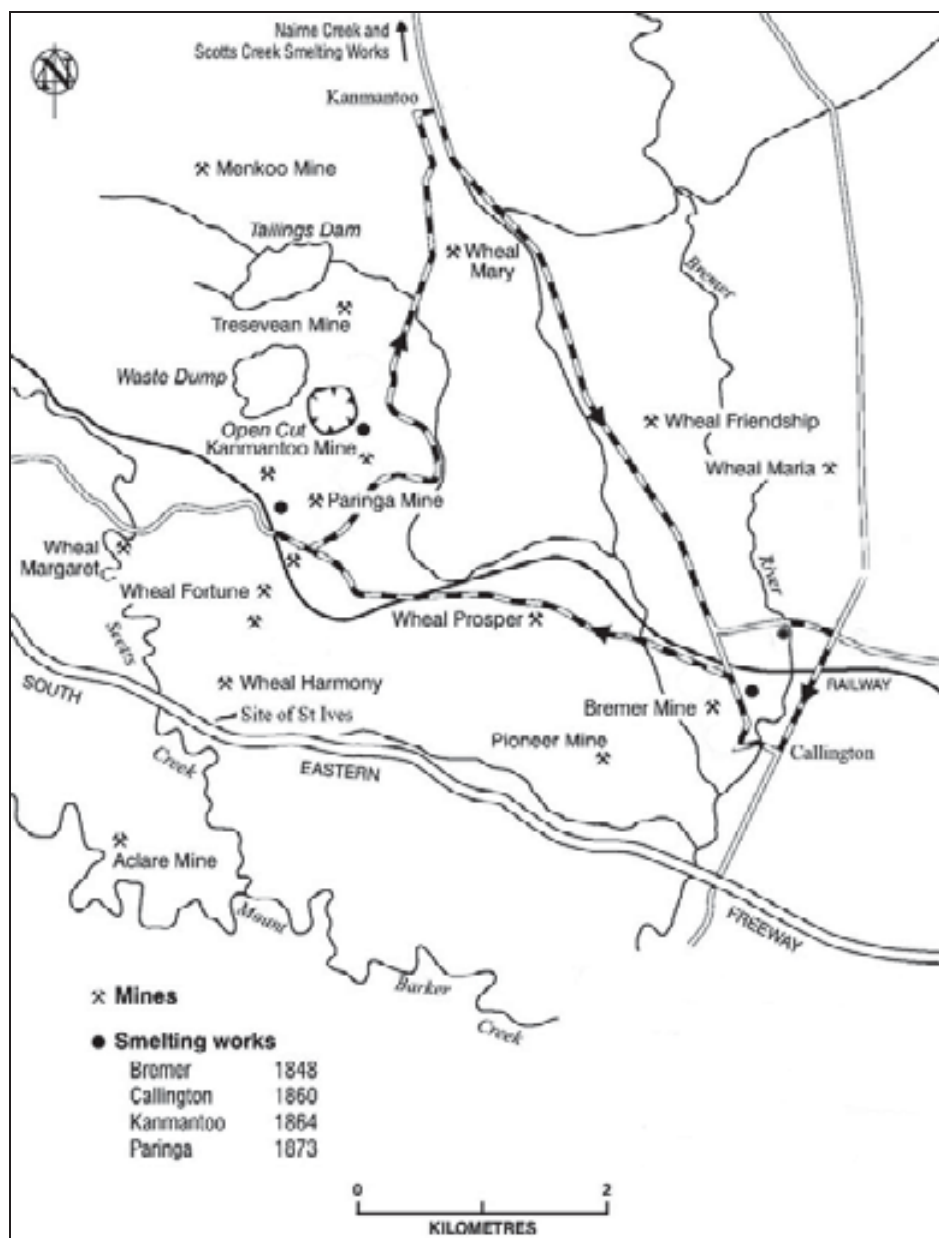 Nairne Creek and
Scotts Creek Smelting Works
N
Kanmantoo
Menkoo Mine
Tailings Dam
Wheal
Mary
Bremer
Tresevean Mine
Waste Dump
Wheal Friendship
Open Cut
Kanmantoo Mine
Wheal Maria
Paringa Mine
Wheal
Margaret
River
Wheal Fortune
Wheal Prosper
Scotts
SOUTH
Wheal Harmony
RAILWAY
Bremer Mine
Site of St Ives
Pioneer Mine
Callington
Creek
EASTERN
Aclare Mine
Mount
FREEWAY
Barker
Creek
Mines
Smelting works
Bremer 1848
Callington 1860
Kanmantoo 1864
Paringa 1873
0 2
KILOMETRES